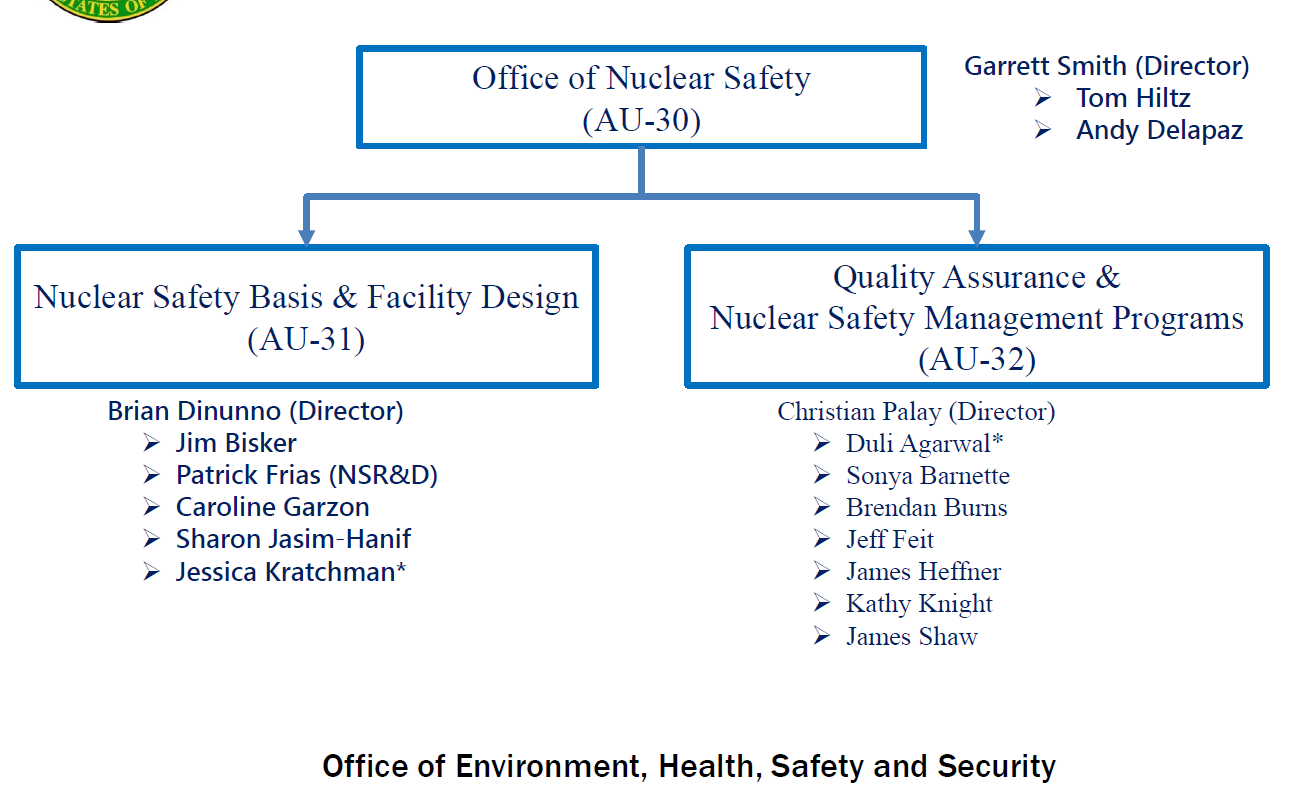 STATES OF
Office of Nuclear Safety
(AU-30)
Garrett Smith (Director)
➢ Tom Hiltz
➢ Andy Delapaz
Nuclear Safety Basis & Facility Design
(AU-31)
Brian Dinunno (Director)
➢ Jim Bisker
➢ Patrick Frias (NSR&D)
➢ Caroline Garzon
➢ Sharon Jasim-Hanif
➢ Jessica Kratchman*
Quality Assurance &
Nuclear Safety Management Programs
(AU-32)
Christian Palay (Director)
➢ Duli Agarwal*
➢ Sonya Barnette
➢ Brendan Burns
➢ Jeff Feit
➢ James Heffner
➢ Kathy Knight
➢ James Shaw
Office of Environment, Health, Safety and Security